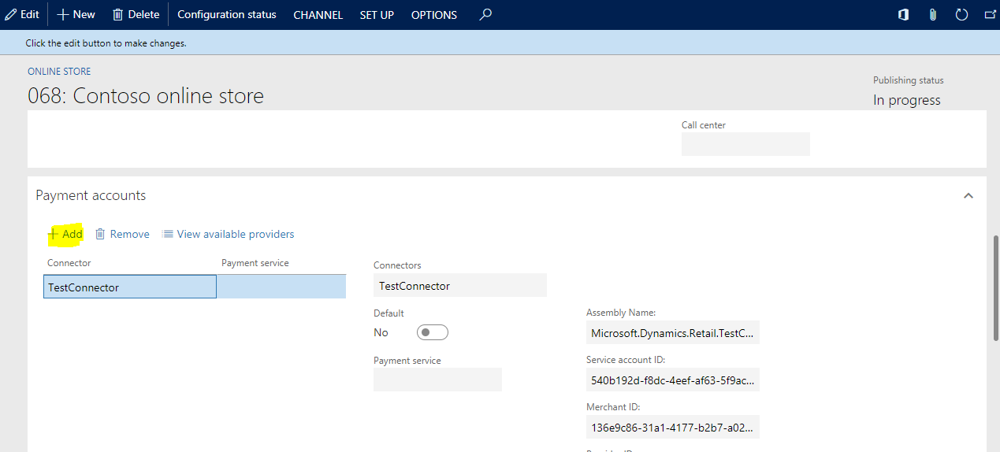 Edit New Delete Configuration status CHANNEL SET UP OPTIONS
Click the edit button to make changes.
ONLINE STORE
068: Contoso online store
Publishing status
In progress
Call center
Payment accounts
Add Remove View available providers
Connector Payment service
TestConnector
Connectors
TestConnector
Default
No
Payment service
Assembly Name:
Microsoft.Dynamics.Retail.TestC...
Service account ID:
540b192d-f8dc-4eef-af63-5f9ac...
Merchant ID:
136e9c86-31a1-4177-b2b7-a02...